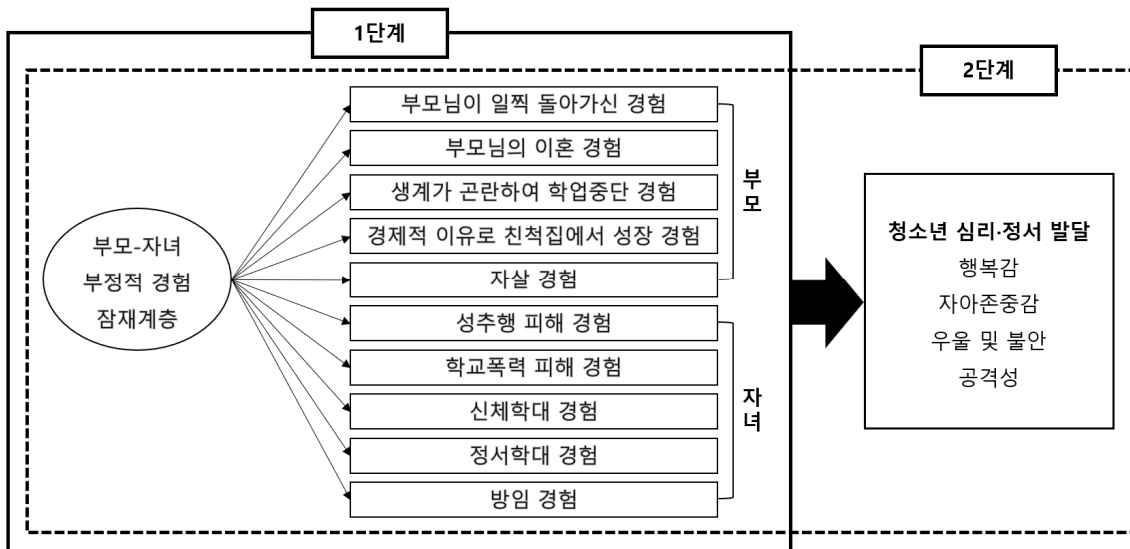 1단계
2단계
부모-자녀
부정적 경험
잠재계층
부모님이 일찍 돌아가신 경험
부모님의 이혼 경험
생계가 곤란하여 학업중단 경험
경제적 이유로 친척집에서 성장 경험
자살 경험
성추행 피해 경험
학교폭력 피해 경험
신체학대 경험
정서학대 경험
방임 경험
부모
자녀
청소년 심리·정서 발달
행복감
자아존중감
우울 및 불안
공격성